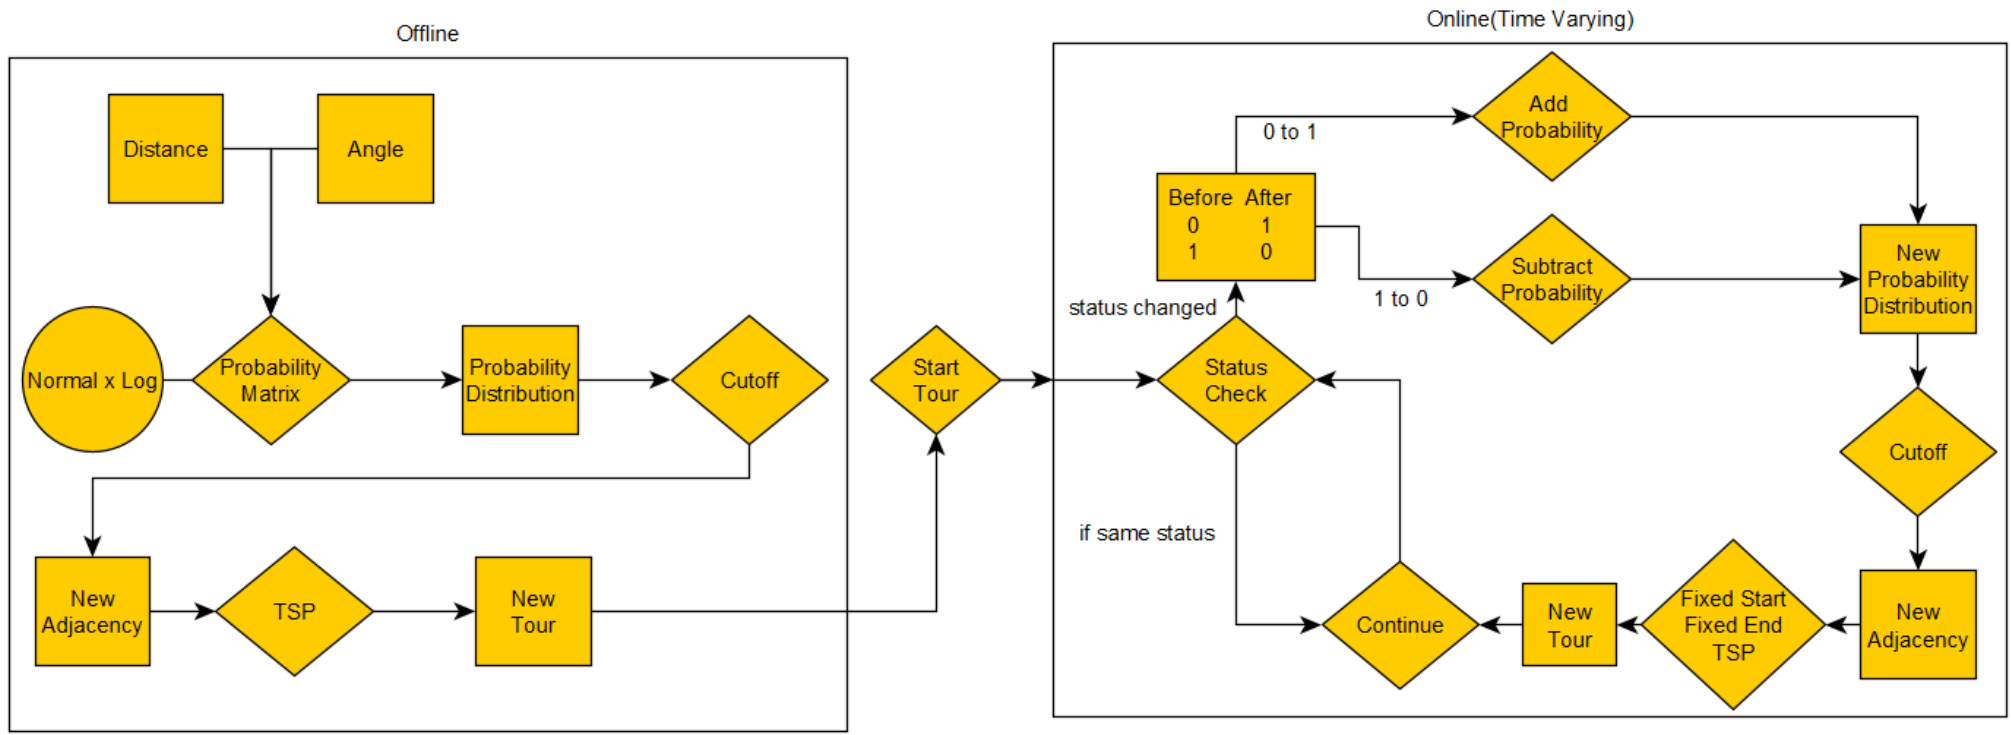 Offline
Distance
Angle
Normal x Log
Probability
Matrix
Probability
Distribution
Cutoff
New
Adjacency
TSP
New
Tour
Start
Tour
Online(Time Varying)
0 to 1
Add
Probability
Before After
0 1
1 0
1 to 0
Subtract
Probability
New
Probability
Distribution
status changed
Status
Check
Cutoff
if same status
Continue
New
Tour
Fixed Start
Fixed End
TSP
New
Adjacency